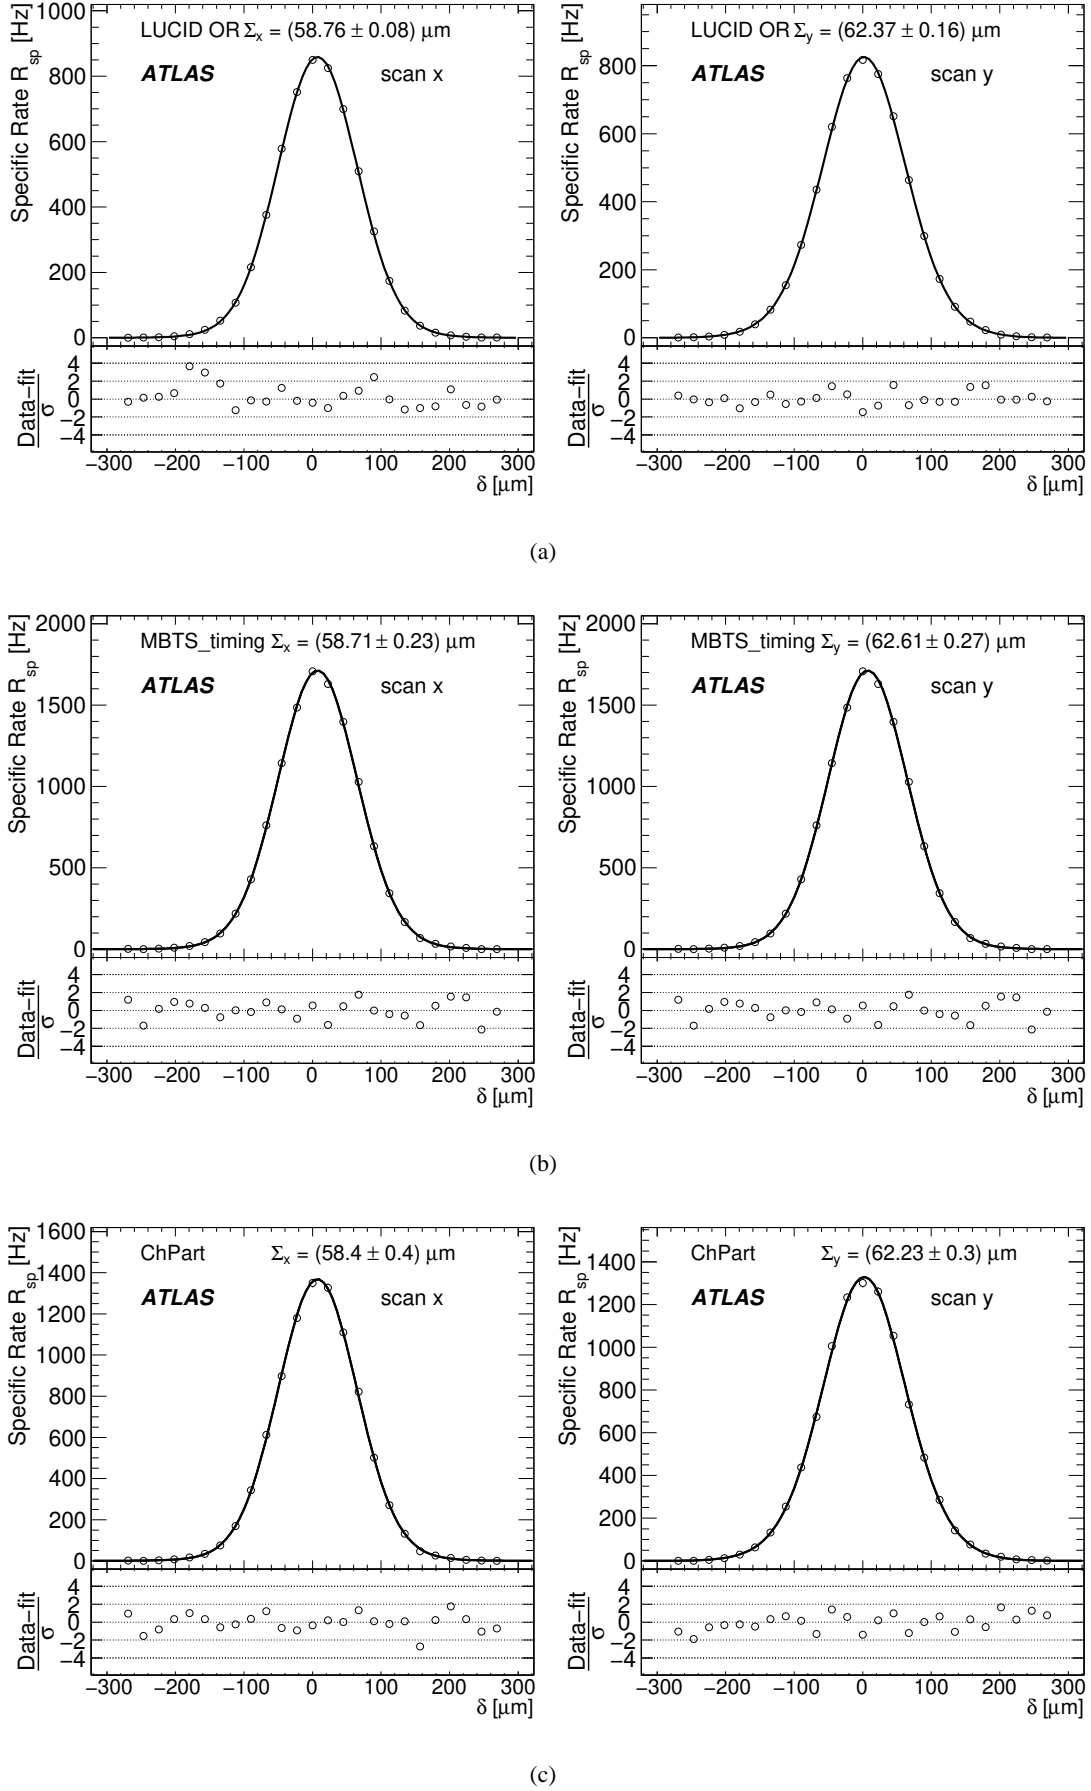 LUCID OR Σx = (58.76 ± 0.08) μm
ATLAS scan x
Specific Rate Rsp [Hz]
1000
800
600
400
200
0
Data−fit
σ
4
2
0
−2
−4
−300 −200 −100 0 100 200 300
δ [μm]
LUCID OR Σy = (62.37 ± 0.16) μm
ATLAS scan y
Specific Rate Rsp [Hz]
800
600
400
200
0
Data−fit
σ
4
2
0
−2
−4
−300 −200 −100 0 100 200 300
δ [μm]
(a)
MBTS_timing Σx = (58.71 ± 0.23) μm
ATLAS scan x
Specific Rate Rsp [Hz]
2000
1500
1000
500
0
Data−fit
σ
4
2
0
−2
−4
−300 −200 −100 0 100 200 300
δ [μm]
MBTS_timing Σy = (62.61 ± 0.27) μm
ATLAS scan y
Specific Rate Rsp [Hz]
2000
1500
1000
500
0
Data−fit
σ
4
2
0
−2
−4
−300 −200 −100 0 100 200 300
δ [μm]
(b)
ChPart Σx = (58.4 ± 0.4) μm
ATLAS scan x
Specific Rate Rsp [Hz]
1600
1400
1200
1000
800
600
400
200
0
Data−fit
σ
4
2
0
−2
−4
−300 −200 −100 0 100 200 300
δ [μm]
ChPart Σy = (62.23 ± 0.3) μm
ATLAS scan y
Specific Rate Rsp [Hz]
1400
1200
1000
800
600
400
200
0
Data−fit
σ
4
2
0
−2
−4
−300 −200 −100 0 100 200 300
δ [μm]
(c)